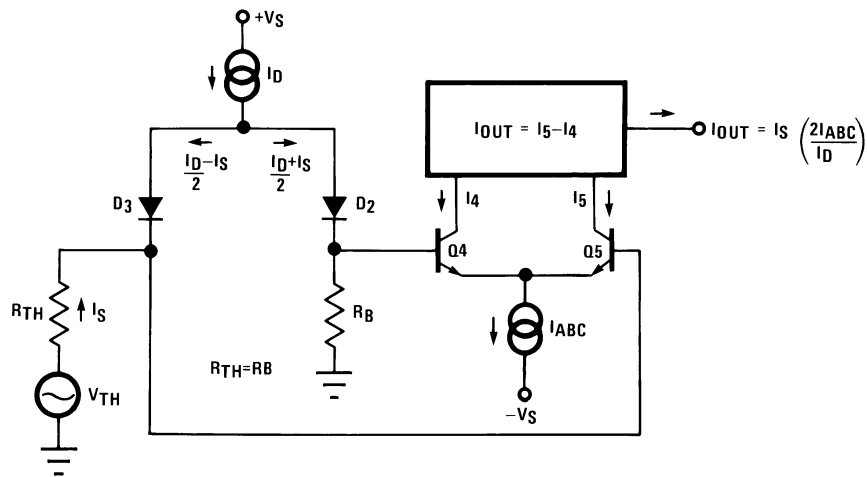 +VS
ID
ID/2 – IS
ID/2 + IS
D3
D2
IOUT = I5 – I4
IOUT = IS (2IABC/ID)
I4
I5
Q4
Q5
RTH
IS
RB
IABC
RTH=RB
VTH
–VS